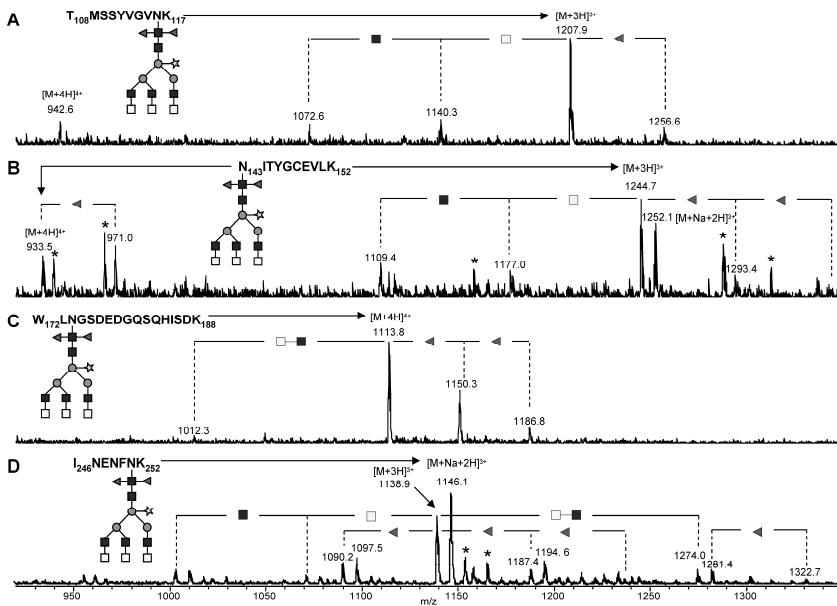 A
T108MSSYVGVNK117
[M+3H]3+
1207.9
[M+4H]4+
942.6
1072.6
1140.3
1256.6
B
N143ITYGCEVLK152
[M+3H]3+
1244.7
[M+4H]4+
933.5
*
*
971.0
1109.4
*
1177.0
1252.1
[M+Na+2H]3+
*
1293.4
*
C
W172LNGSDEDGQSQHISDK188
[M+4H]4+
1113.8
1012.3
1150.3
1186.8
D
I246NENFNK252
[M+3H]3+
1138.9
[M+Na+2H]3+
1146.1
1090.2
1097.5
*
*
1187.4
1194.6
1274.0
1281.4
1322.7
950
1000
1050
1100
1150
1200
1250
1300
m/z